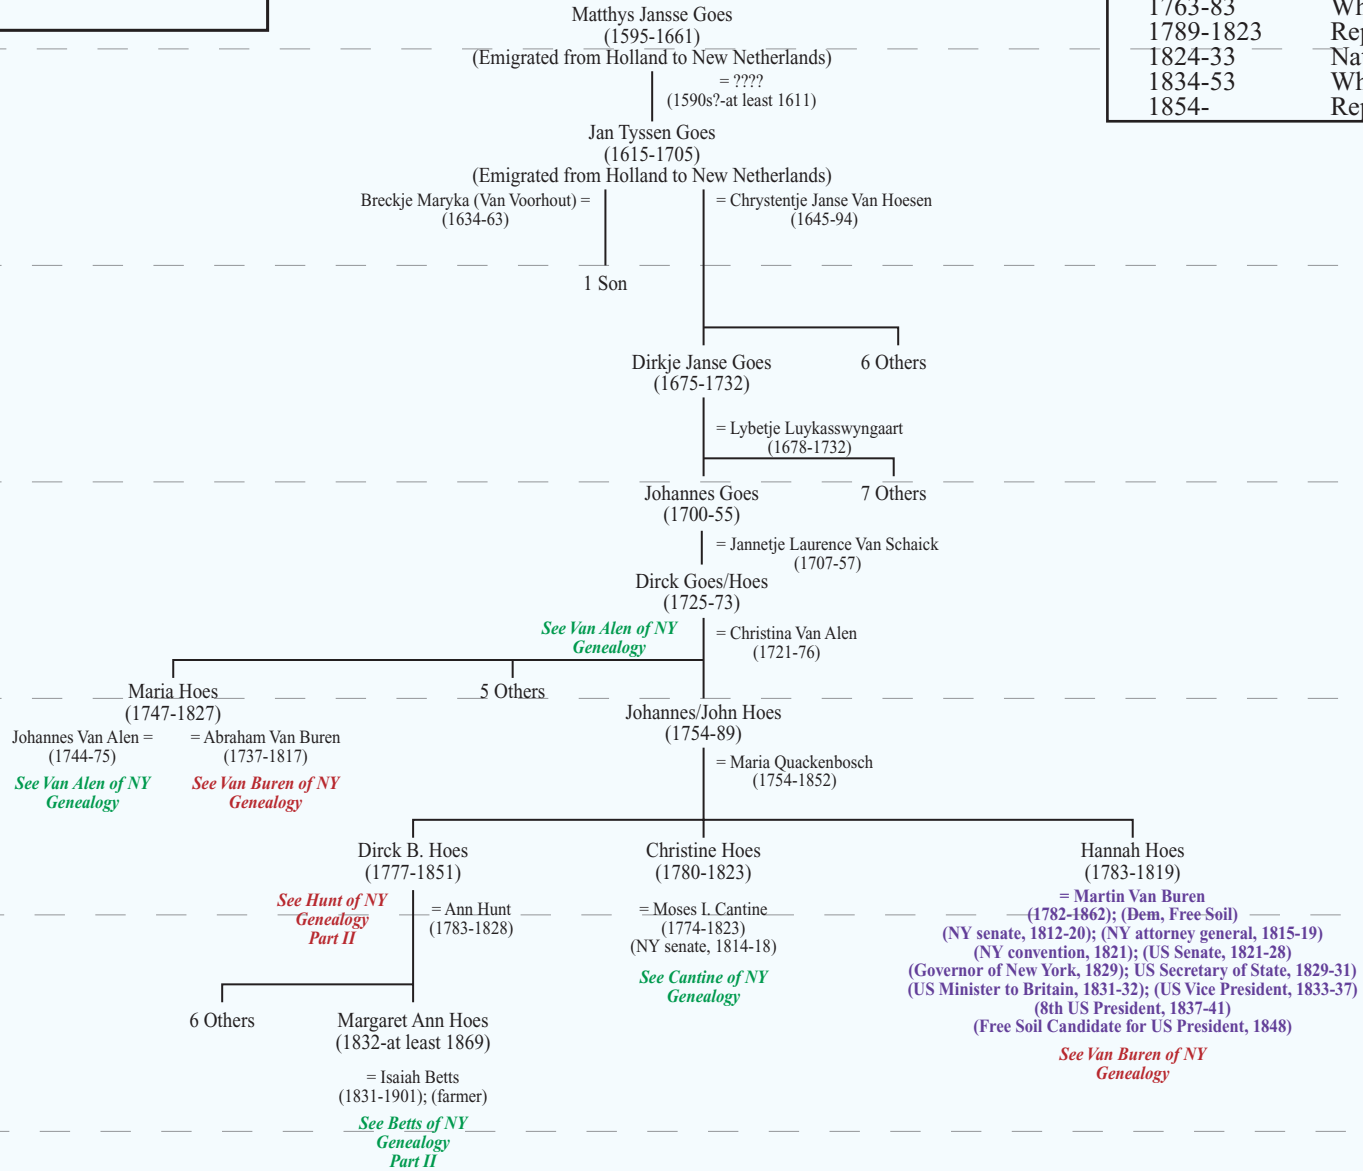 Matthys Jansse Goes
(1595-1661)
(Emigrated from Holland to New Netherlands)
= ????
(1590s?-at least 1611)
1763-83
1789-1823
1824-33
1834-53
1854-
Jan Tyssen Goes
(1615-1705)
(Emigrated from Holland to New Netherlands)
Breckje Maryka (Van Voorhout) =
(1634-63)
= Chrystentje Janse Van Hoesen
(1645-94)
1 Son
Dirkje Janse Goes
(1675-1732)
6 Others
= Lybetje Luykasswyngaart
(1678-1732)
Johannes Goes
(1700-55)
7 Others
= Jannetje Laurence Van Schaick
(1707-57)
Dirck Goes/Hoes
(1725-73)
See Van Alen of NY
Genealogy
= Christina Van Alen
(1721-76)
Maria Hoes
(1747-1827)
5 Others
Johannes/John Hoes
(1754-89)
Johannes Van Alen =
(1744-75)
See Van Alen of NY
Genealogy
= Abraham Van Buren
(1737-1817)
See Van Buren of NY
Genealogy
= Maria Quackenbosch
(1754-1852)
Dirck B. Hoes
(1777-1851)
Christine Hoes
(1780-1823)
Hannah Hoes
(1783-1819)
See Hunt of NY
Genealogy
Part II
= Ann Hunt
(1783-1828)
= Moses I. Cantine
(1774-1823)
(NY senate, 1814-18)
See Cantine of NY
Genealogy
= Martin Van Buren
(1782-1862); (Dem, Free Soil)
(NY senate, 1812-20); (NY attorney general, 1815-19)
(NY convention, 1821); (US Senate, 1821-28)
(Governor of New York, 1829); US Secretary of State, 1829-31)
(US Minister to Britain, 1831-32); (US Vice President, 1833-37)
(8th US President, 1837-41)
(Free Soil Candidate for US President, 1848)
See Van Buren of NY
Genealogy
6 Others
Margaret Ann Hoes
(1832-at least 1869)
= Isaiah Betts
(1831-1901); (farmer)
See Betts of NY
Genealogy
Part II